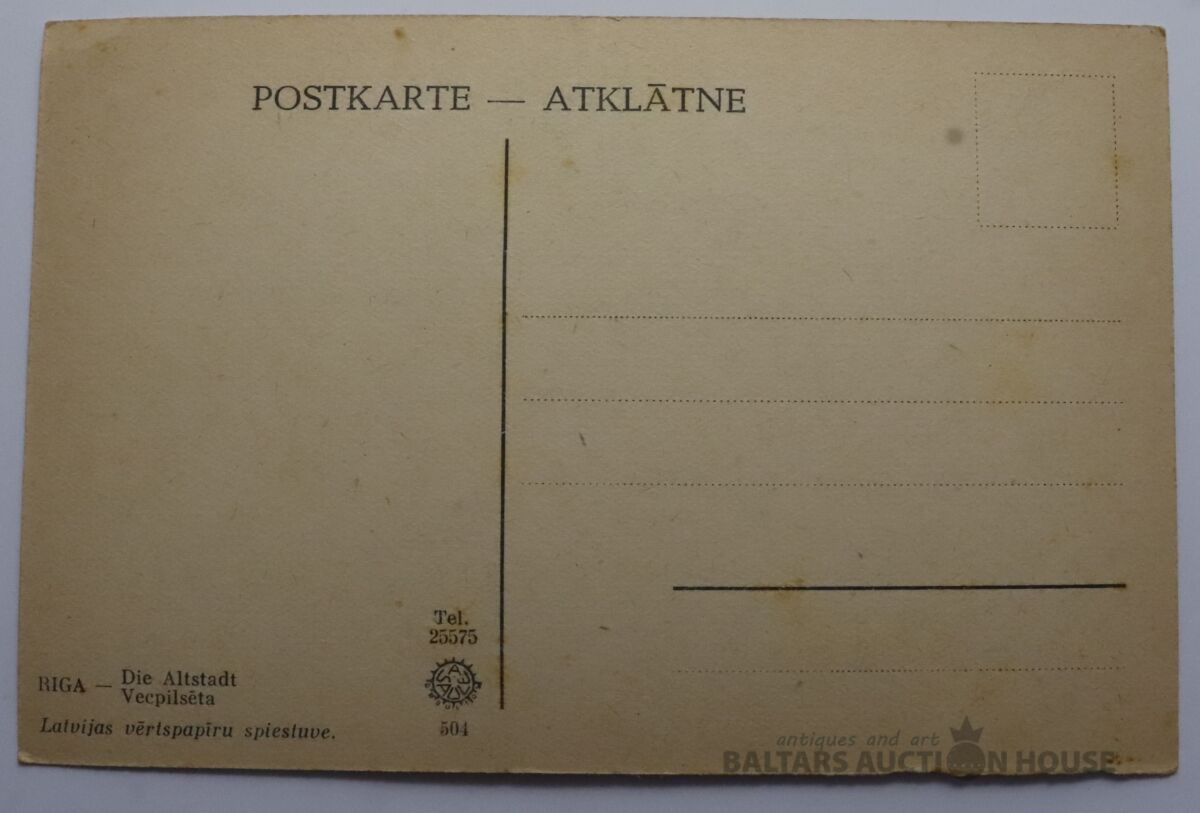 POSTKARTE — ATKLĀTNE
Tel.
25575
RIGA — Die Altstadt
Vecpilsēta
Latvijas vērtspapīru spiestuve.
504
antiques and art
BALTARS AUCTION HOUSE